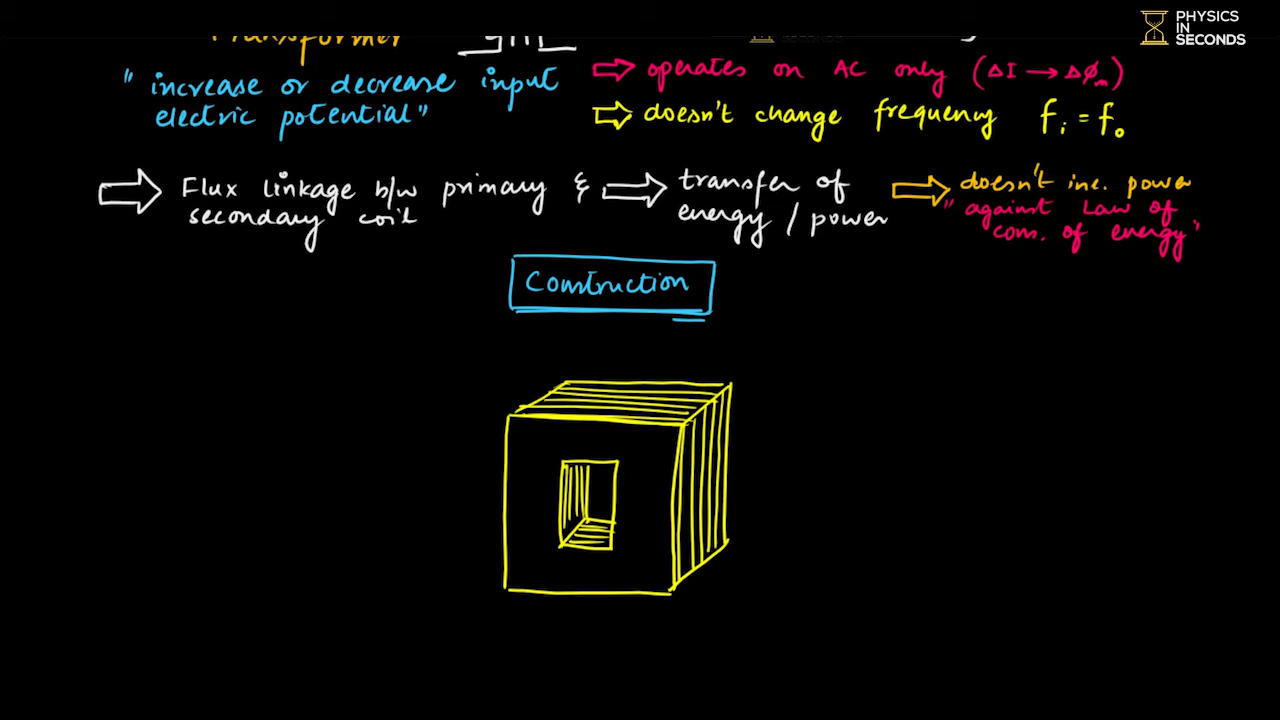 PHYSICS
IN
SECONDS
Transformer
" increase or decrease input
electric potential "
⇨ operates on AC only (ΔI → Δϕm)
⇨ doesn't change frequency fi = fo
⇨ Flux linkage b/w primary &
secondary coil
⇨ transfer of
energy / power
⇨ doesn't inc. power
" against Law of
cons. of energy "
Construction